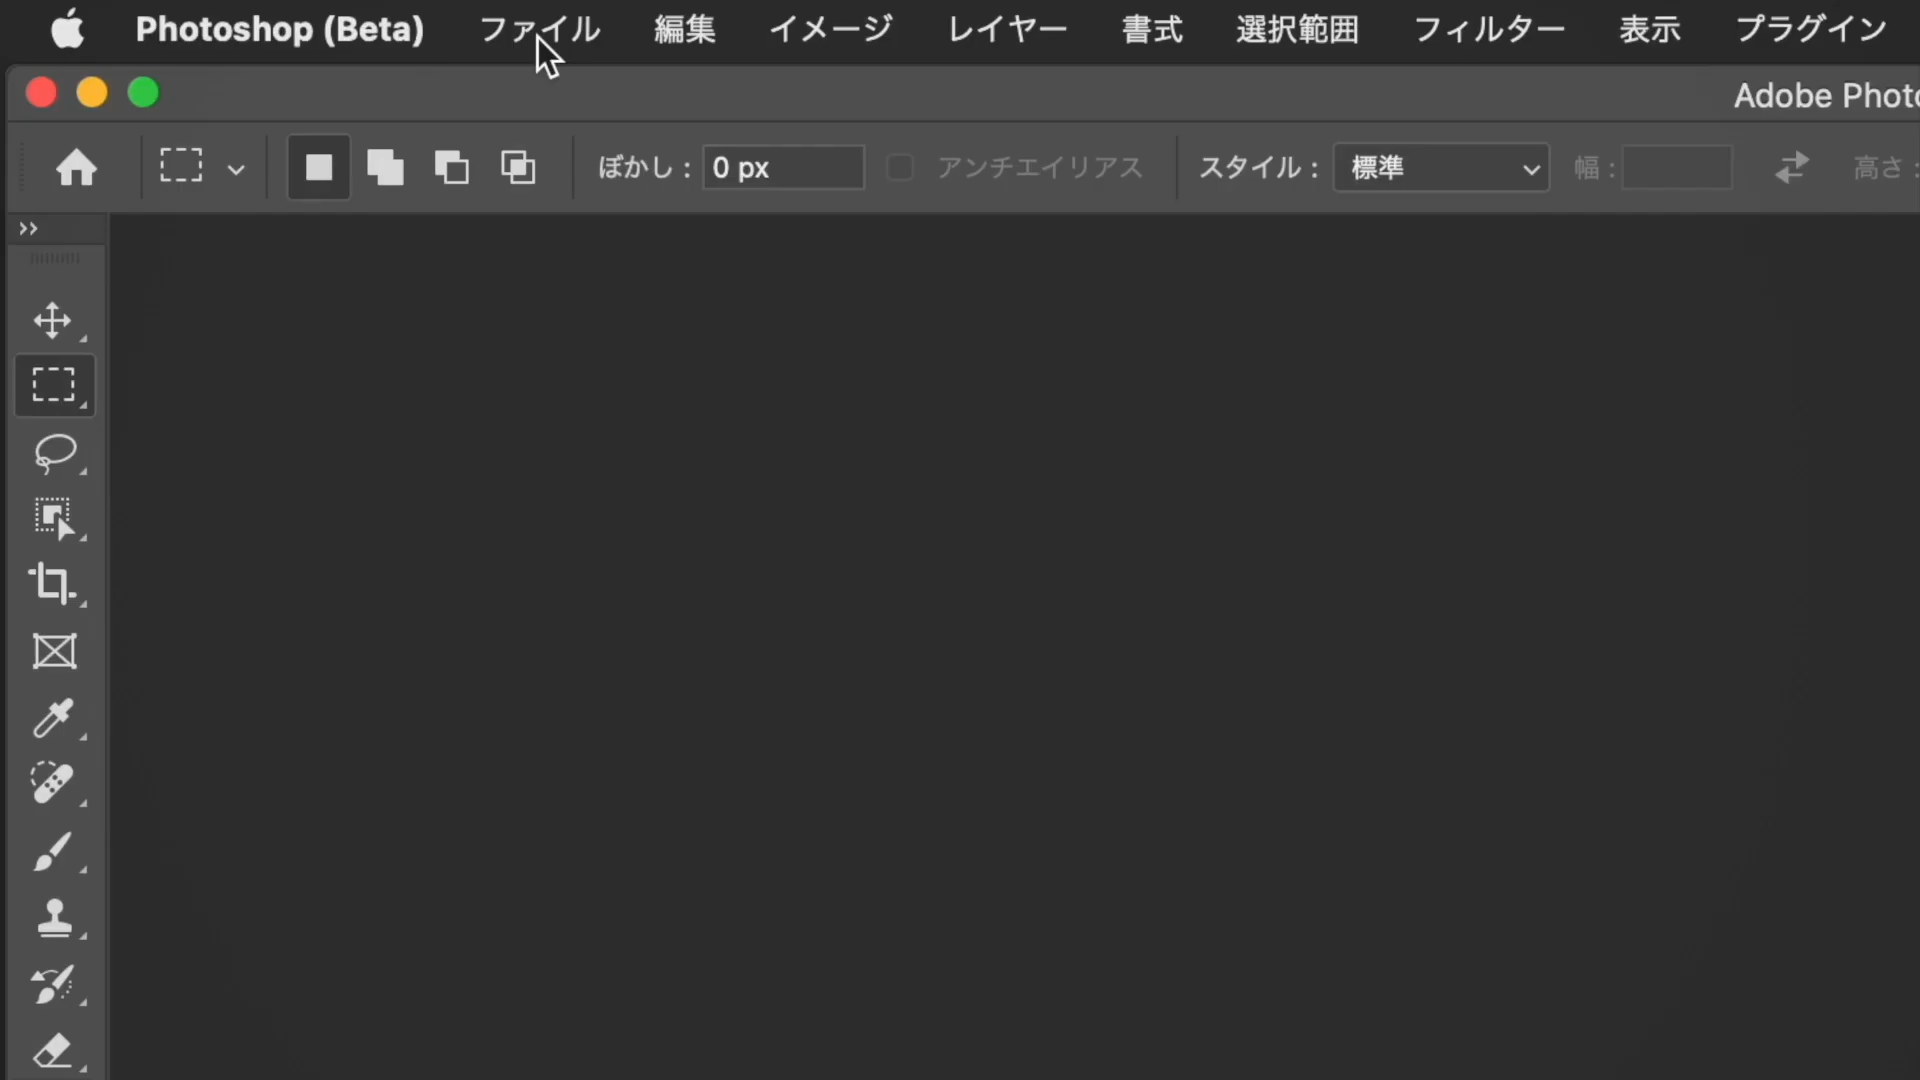 Photoshop (Beta) ファイル 編集 イメージ レイヤー 書式 選択範囲 フィルター 表示 プラグイン
Adobe Photo
ぼかし : 0 px アンチエイリアス スタイル : 標準 幅 : 高さ :